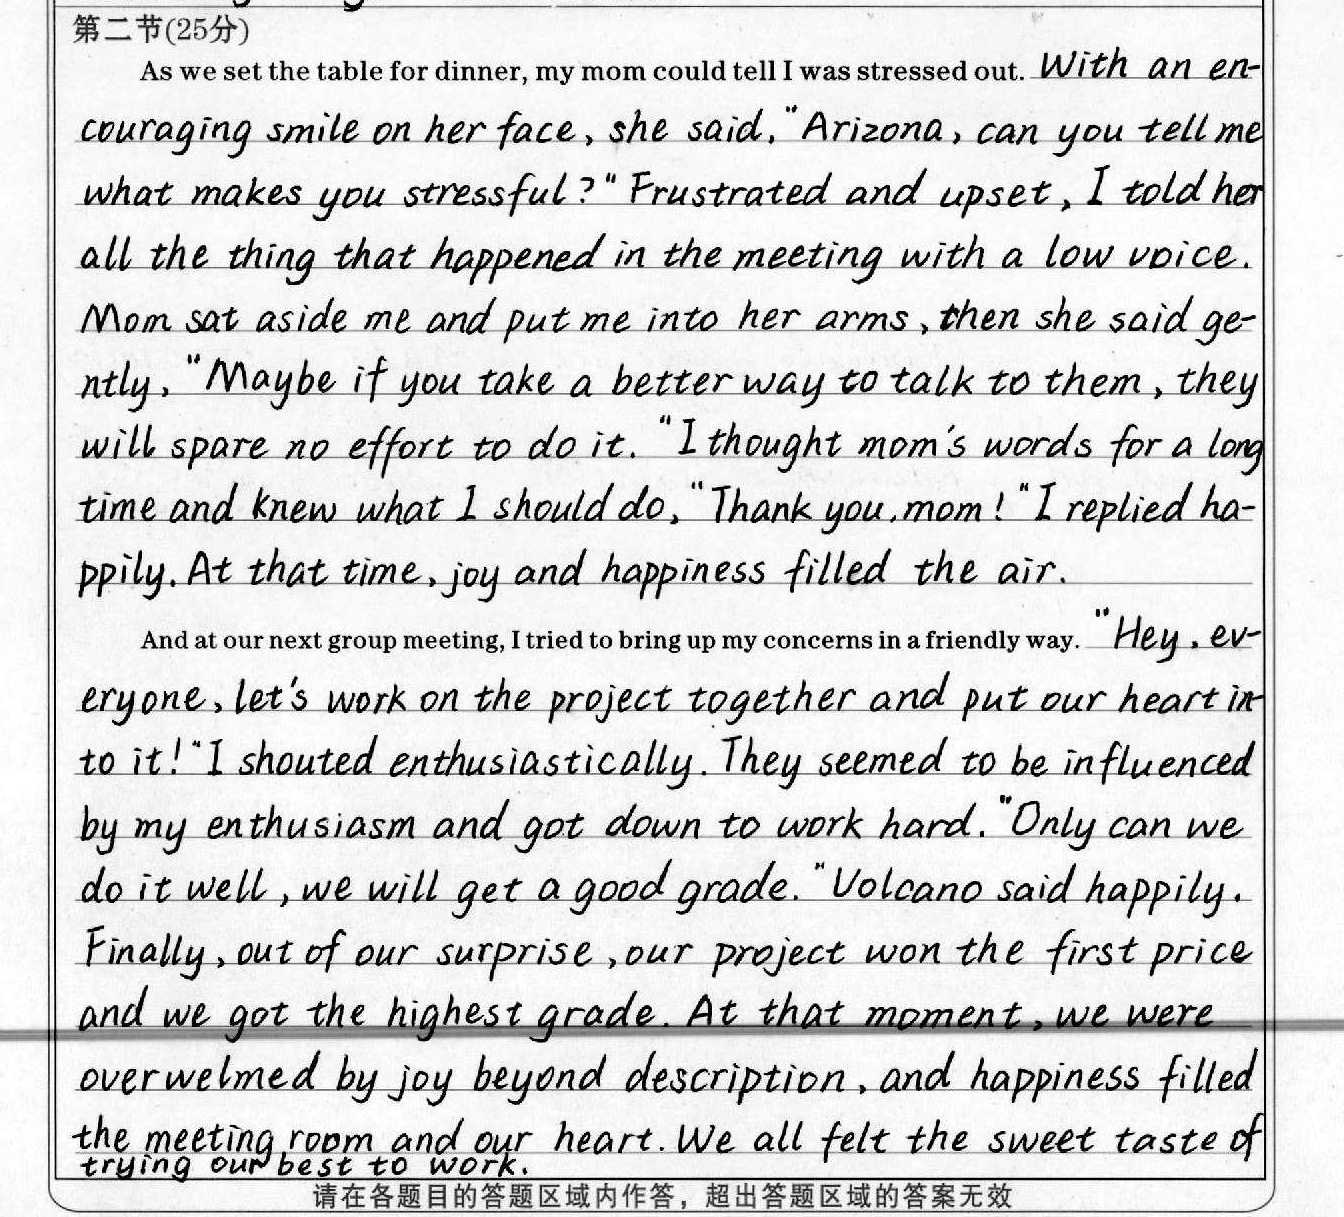 第二节(25分)
As we set the table for dinner, my mom could tell I was stressed out. With an en-
couraging smile on her face, she said, "Arizona, can you tell me
what makes you stressful?" Frustrated and upset, I told her
all the thing that happened in the meeting with a low voice.
Mom sat aside me and put me into her arms, then she said ge-
ntly, "Maybe if you take a better way to talk to them, they
will spare no effort to do it. "I thought mom's words for a long
time and knew what I should do, "Thank you, mom! "I replied ha-
ppily. At that time, joy and happiness filled the air.
And at our next group meeting, I tried to bring up my concerns in a friendly way. "Hey, ev-
eryone, let's work on the project together and put our heart in-
to it! "I shouted enthusiastically. They seemed to be influenced
by my enthusiasm and got down to work hard. "Only can we
do it well, we will get a good grade. "Volcano said happily.
Finally, out of our surprise, our project won the first price
and we got the highest grade. At that moment, we were
overwelmed by joy beyond description, and happiness filled
the meeting room and our heart. We all felt the sweet taste of
trying our best to work.
请在各题目的答题区域内作答，超出答题区域的答案无效